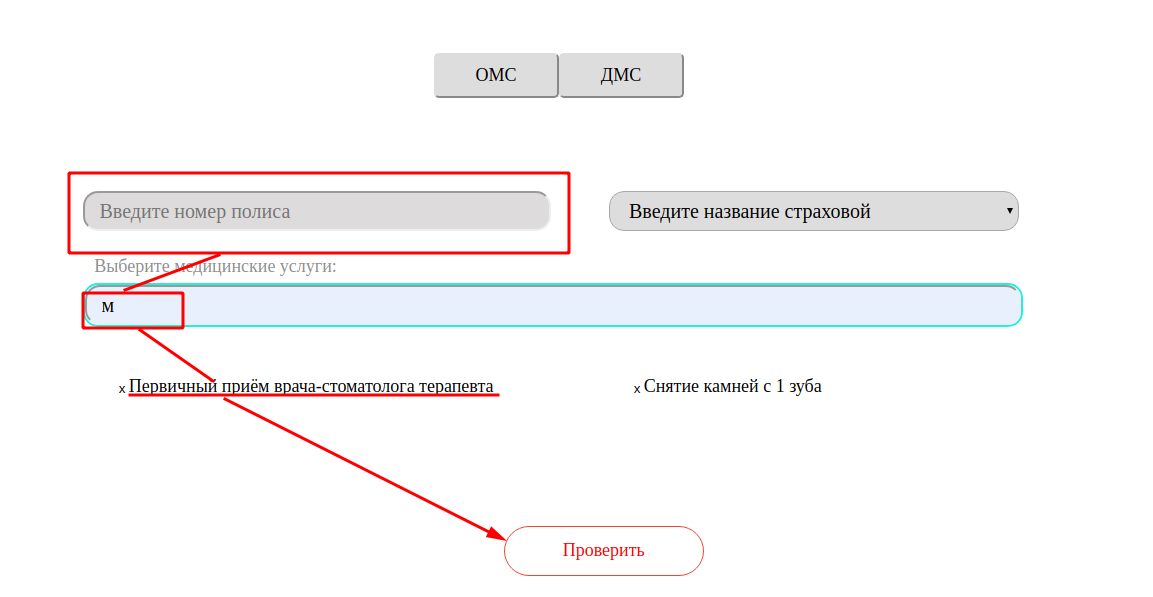 ОМС ДМС
Введите номер полиса Введите название страховой
Выберите медицинские услуги:
м
x Первичный приём врача-стоматолога терапевта x Снятие камней с 1 зуба
Проверить